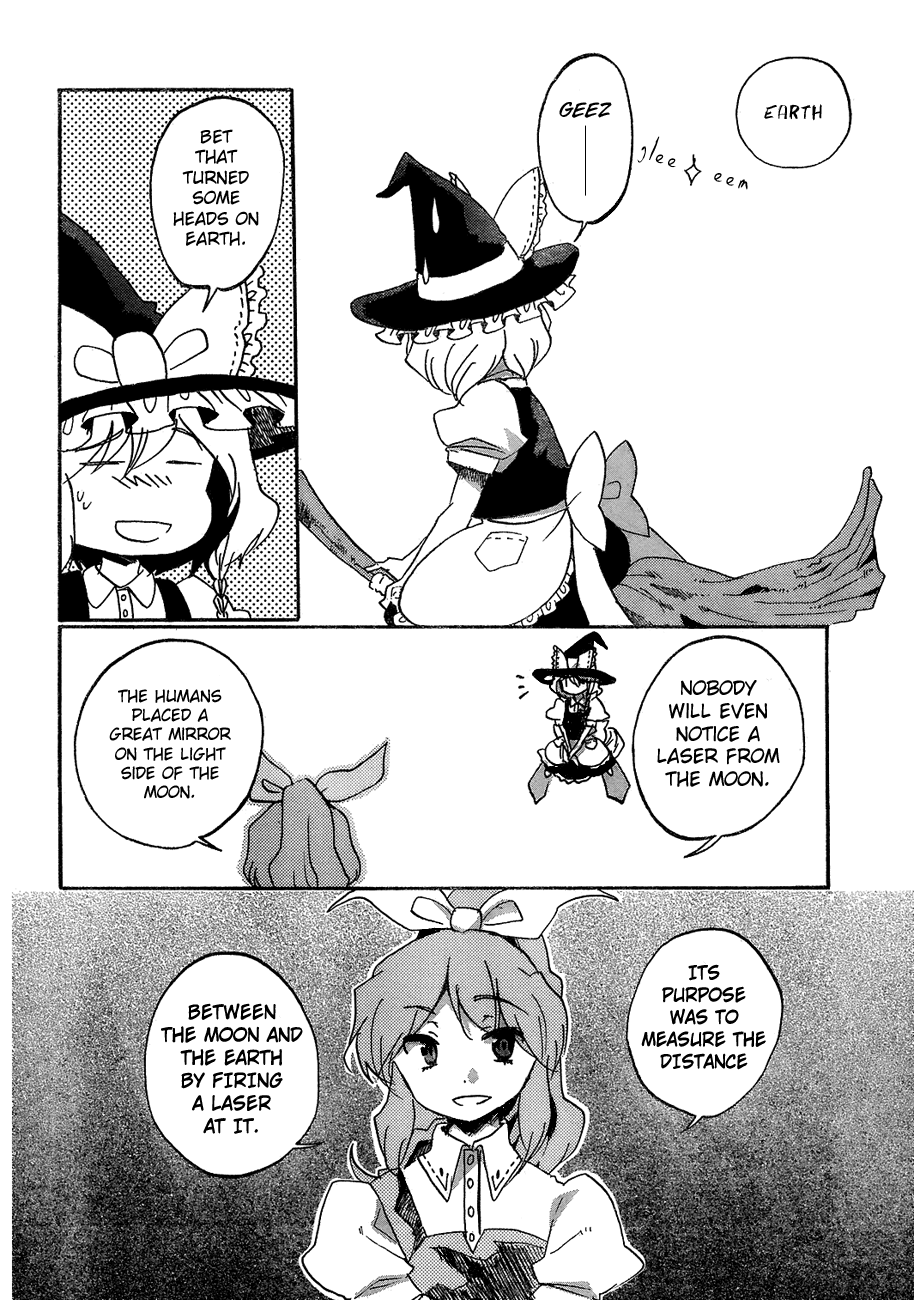 EARTH
GEEZ
glee
eem
BET
THAT
TURNED
SOME
HEADS ON
EARTH.
NOBODY
WILL EVEN
NOTICE A
LASER FROM
THE MOON.
THE HUMANS
PLACED A
GREAT MIRROR
ON THE LIGHT
SIDE OF THE
MOON.
ITS
PURPOSE
WAS TO
MEASURE THE
DISTANCE
BETWEEN
THE MOON AND
THE EARTH
BY FIRING
A LASER
AT IT.